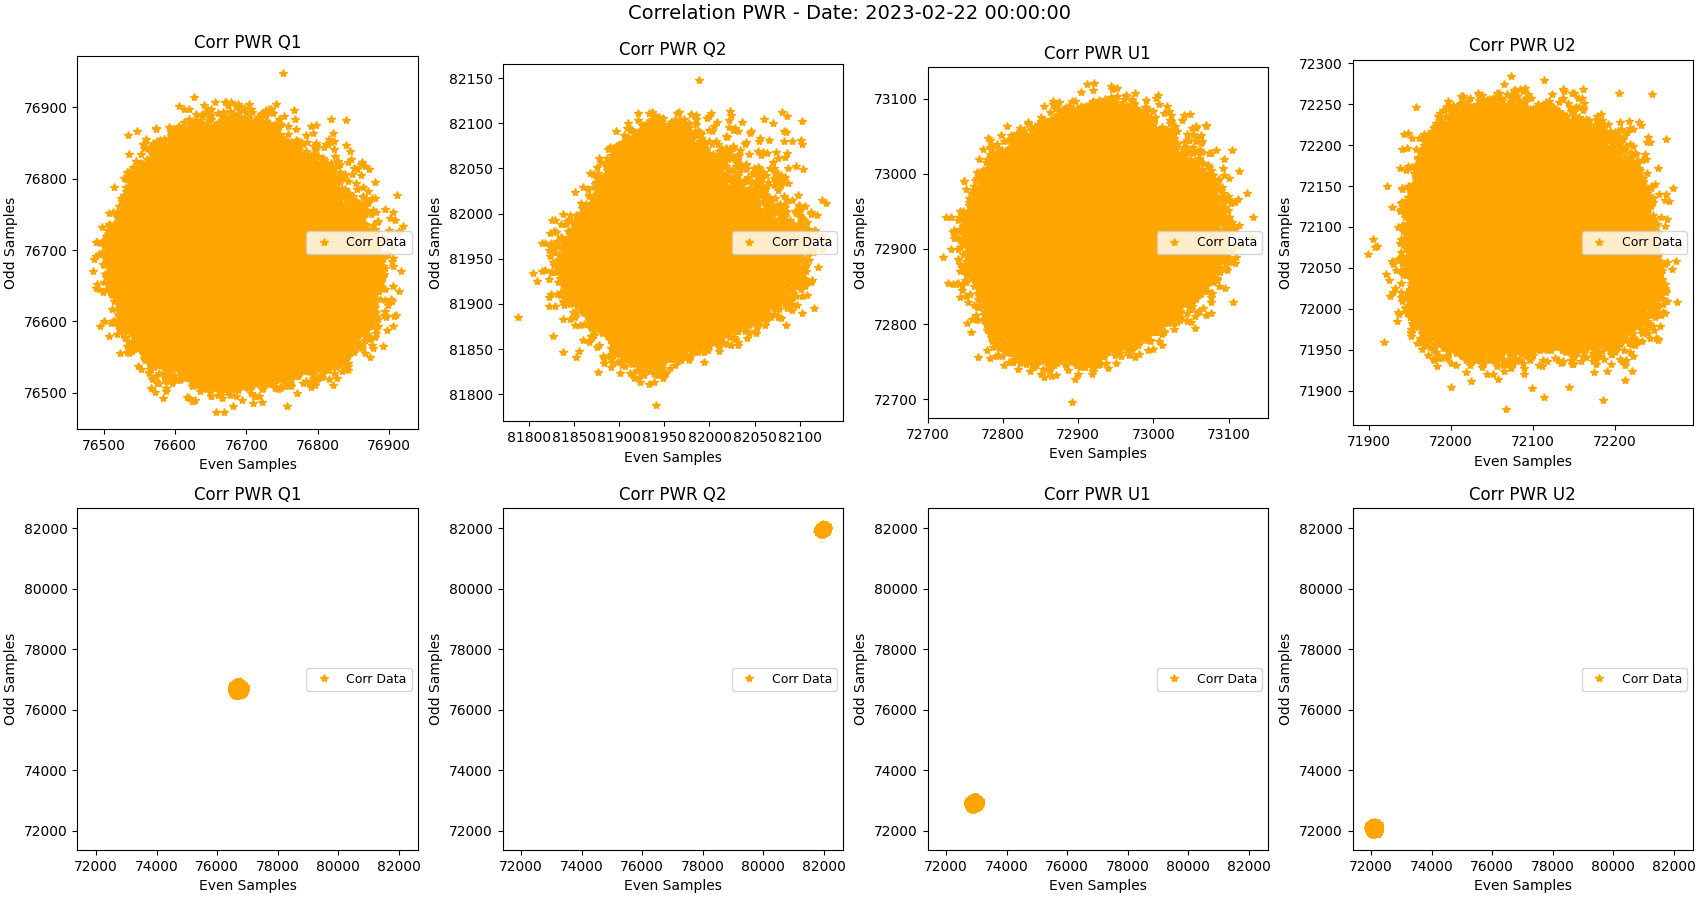 Correlation PWR - Date: 2023-02-22 00:00:00
Corr PWR Q1
Odd Samples
76900
76800
76700
76600
76500
Corr Data
76500 76600 76700 76800 76900
Even Samples
Corr PWR Q2
Odd Samples
82150
82100
82050
82000
81950
81900
81850
81800
Corr Data
81800 81850 81900 81950 82000 82050 82100
Even Samples
Corr PWR U1
Odd Samples
73100
73000
72900
72800
72700
Corr Data
72700 72800 72900 73000 73100
Even Samples
Corr PWR U2
Odd Samples
72300
72250
72200
72150
72100
72050
72000
71950
71900
Corr Data
71900 72000 72100 72200
Even Samples
Corr PWR Q1
Odd Samples
82000
80000
78000
76000
74000
72000
Corr Data
72000 74000 76000 78000 80000 82000
Even Samples
Corr PWR Q2
Odd Samples
82000
80000
78000
76000
74000
72000
Corr Data
72000 74000 76000 78000 80000 82000
Even Samples
Corr PWR U1
Odd Samples
82000
80000
78000
76000
74000
72000
Corr Data
72000 74000 76000 78000 80000 82000
Even Samples
Corr PWR U2
Odd Samples
82000
80000
78000
76000
74000
72000
Corr Data
72000 74000 76000 78000 80000 82000
Even Samples